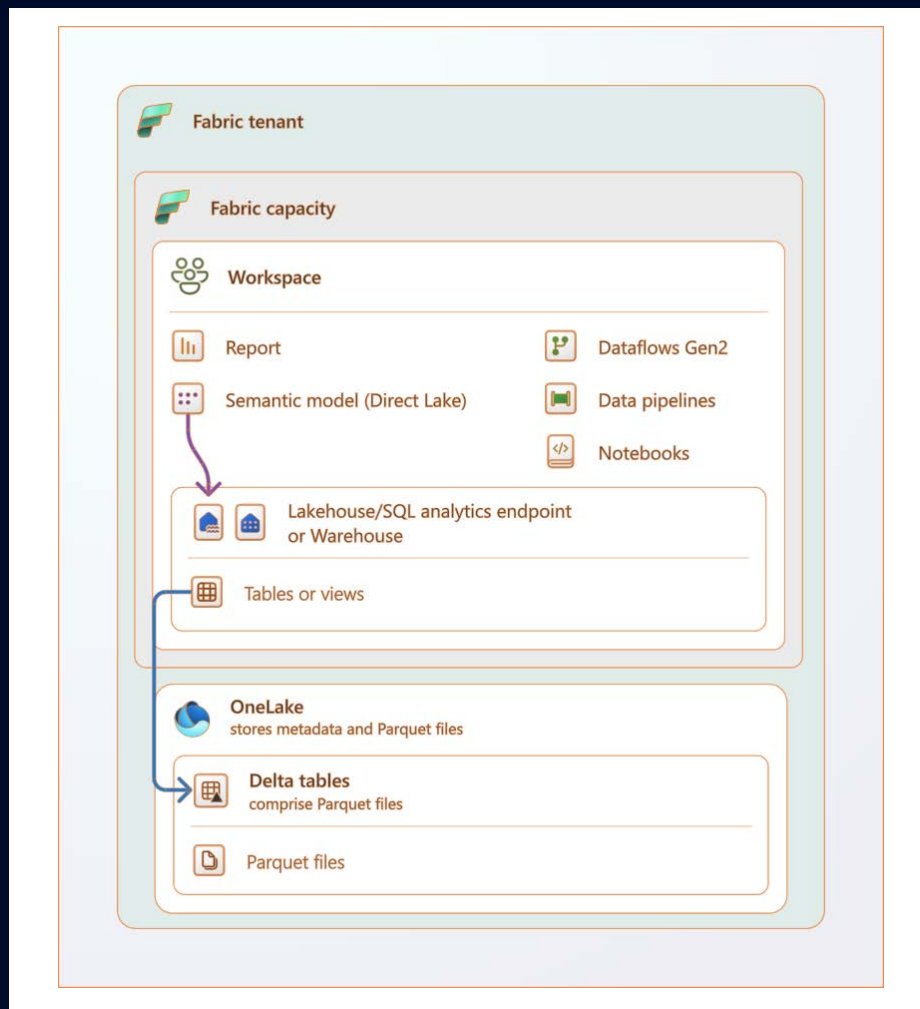 Fabric tenant
Fabric capacity
Workspace
Report
Semantic model (Direct Lake)
Dataflows Gen2
Data pipelines
Notebooks
Lakehouse/SQL analytics endpoint
or Warehouse
Tables or views
OneLake
stores metadata and Parquet files
Delta tables
comprise Parquet files
Parquet files